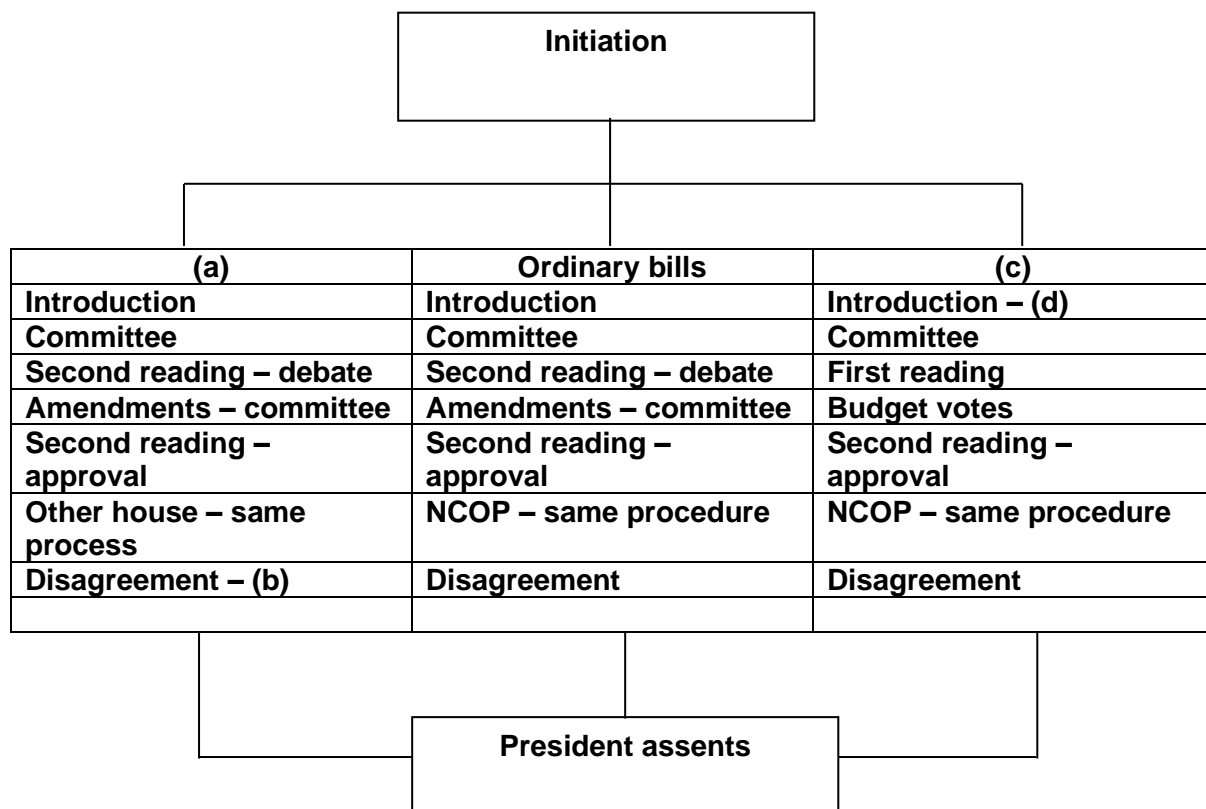 Initiation
(a) Ordinary bills (c)
Introduction Introduction Introduction – (d)
Committee Committee Committee
Second reading – debate Second reading – debate First reading
Amendments – committee Amendments – committee Budget votes
Second reading – Second reading – Second reading –
approval approval approval
Other house – same NCOP – same procedure NCOP – same procedure
process
Disagreement – (b) Disagreement Disagreement
President assents